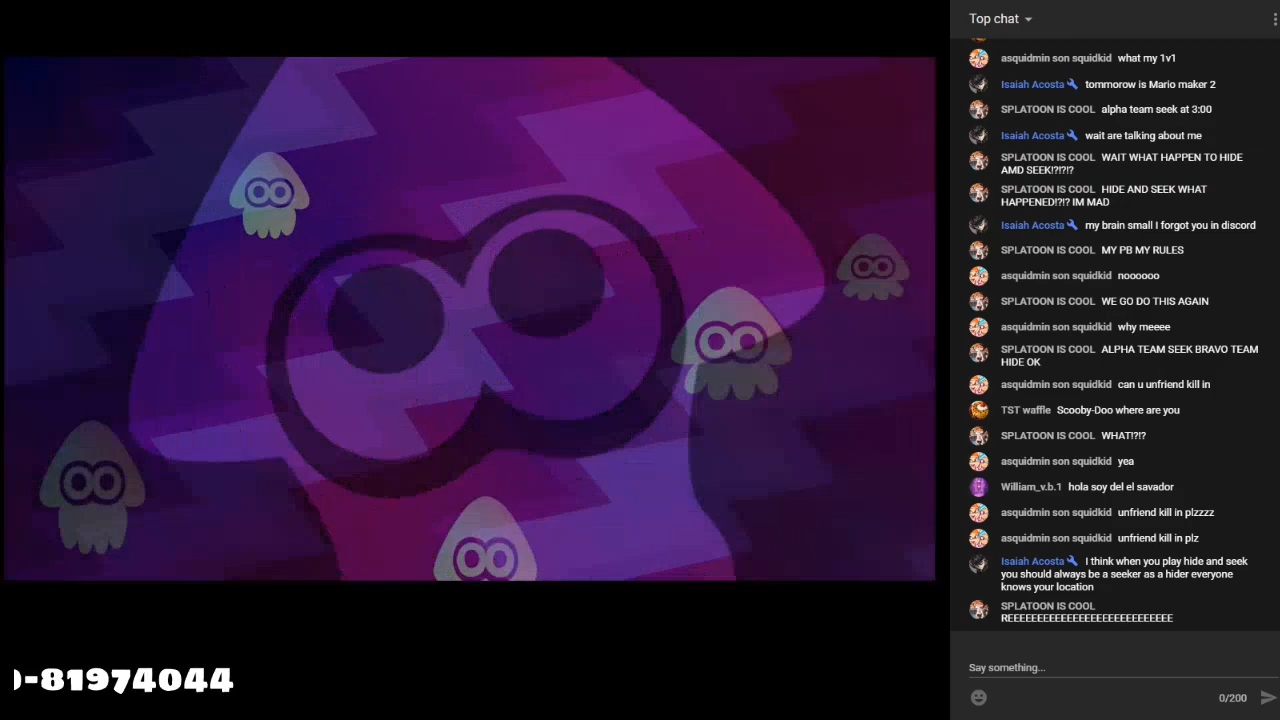 Top chat
asquidmin son squidkid what my 1v1
Isaiah Acosta tommorow is Mario maker 2
SPLATOON IS COOL alpha team seek at 3:00
Isaiah Acosta wait are talking about me
SPLATOON IS COOL WAIT WHAT HAPPEN TO HIDE
AMD SEEK!?!?!?
SPLATOON IS COOL HIDE AND SEEK WHAT
HAPPENED!?!? IM MAD
Isaiah Acosta my brain small I forgot you in discord
SPLATOON IS COOL MY PB MY RULES
asquidmin son squidkid noooooo
SPLATOON IS COOL WE GO DO THIS AGAIN
asquidmin son squidkid why meeee
SPLATOON IS COOL ALPHA TEAM SEEK BRAVO TEAM
HIDE OK
asquidmin son squidkid can u unfriend kill in
TST waffle Scooby-Doo where are you
SPLATOON IS COOL WHAT!?!?
asquidmin son squidkid yea
William_v.b.1 hola soy del el savador
asquidmin son squidkid unfriend kill in plzzzz
asquidmin son squidkid unfriend kill in plz
Isaiah Acosta I think when you play hide and seek
you should always be a seeker as a hider everyone
knows your location
SPLATOON IS COOL
REEEEEEEEEEEEEEEEEEEEEEEEEEE
Say something...
0/200
-81974044